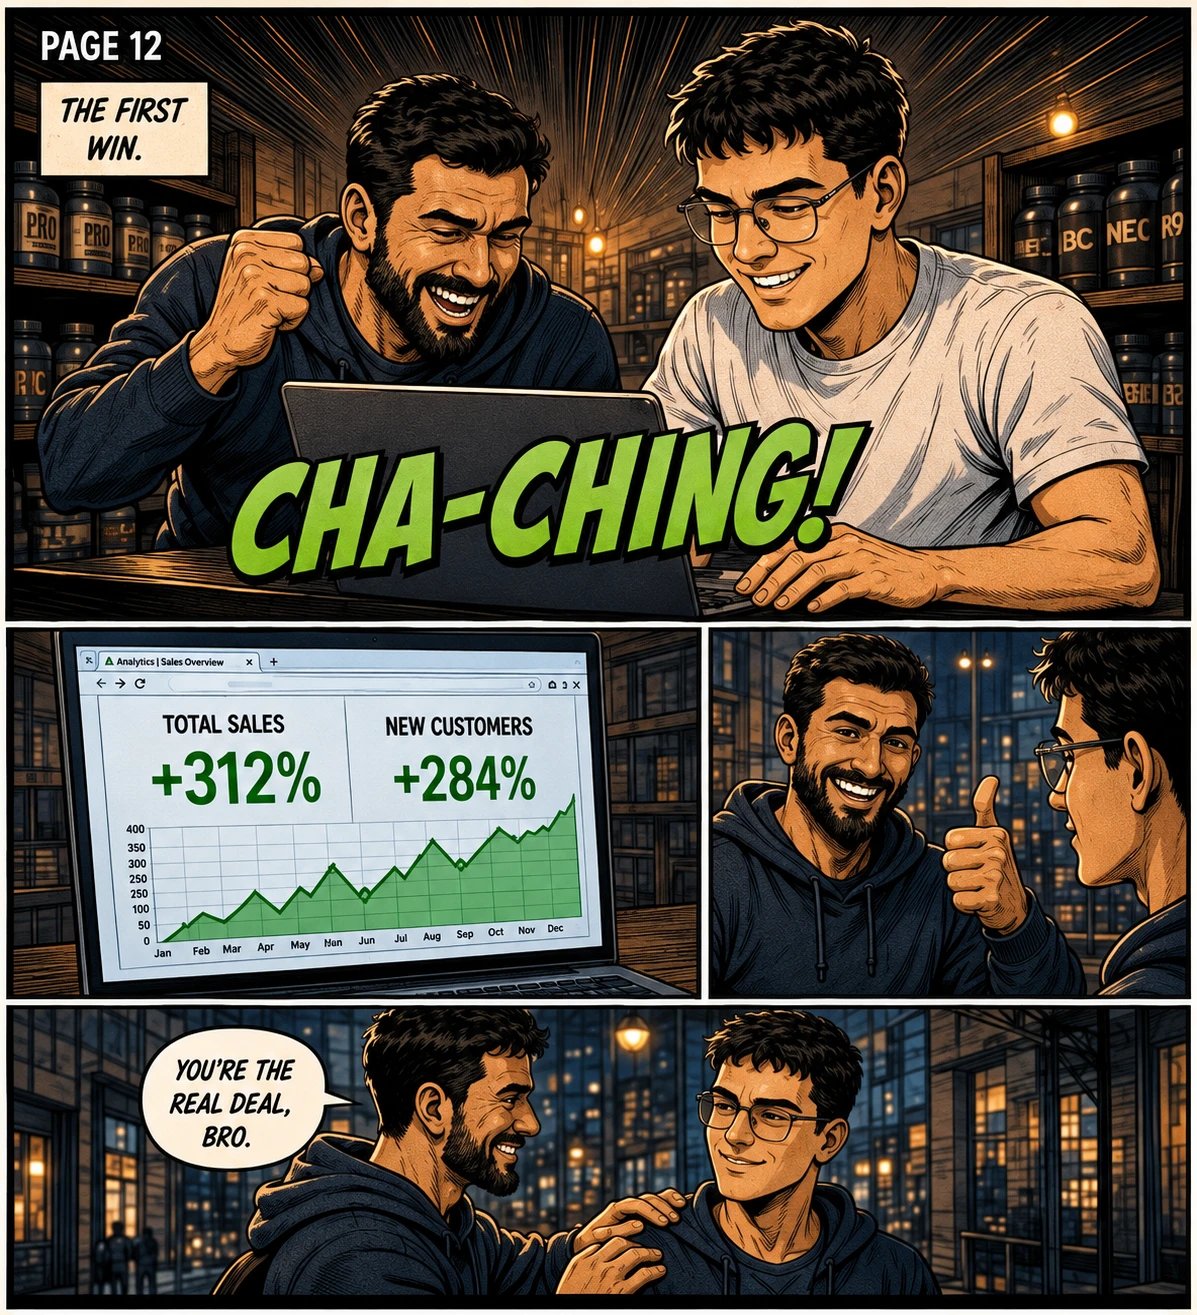 PAGE 12
THE FIRST
WIN.
PRO
PRO
PRO
BC
NEC
R9
CHA-CHING!
Analytics | Sales Overview
TOTAL SALES
+312%
NEW CUSTOMERS
+284%
400
350
300
300
250
250
100
50
0
Jan Feb Mar Apr May Jun Jul Aug Sep Oct Nov Dec
YOU'RE THE
REAL DEAL,
BRO.